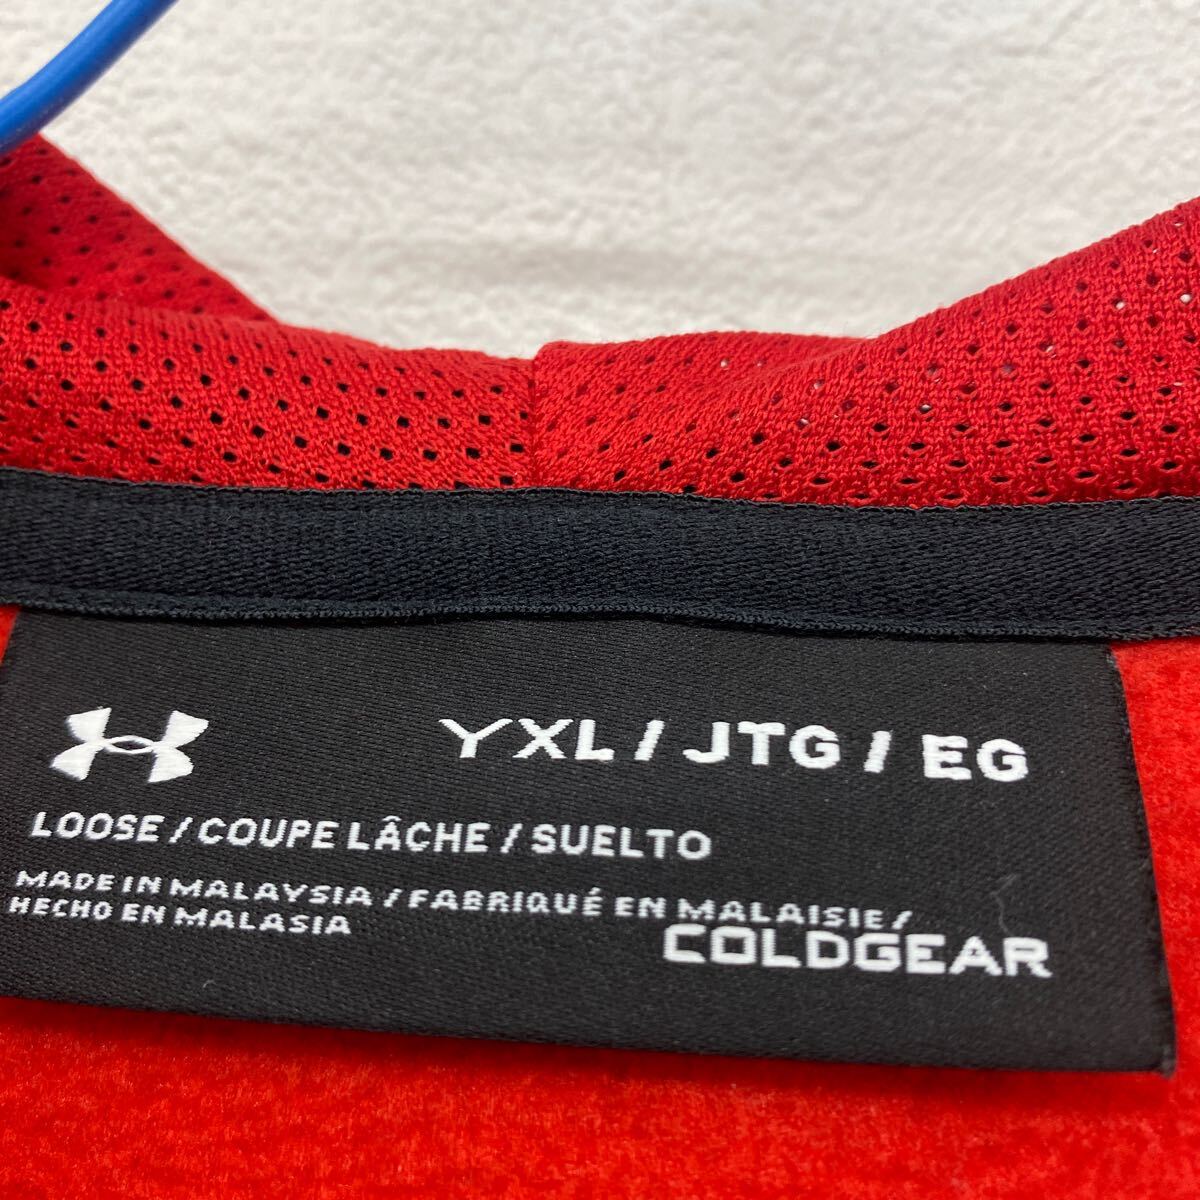 YXL / JTG / EG
LOOSE / COUPE LÂCHE / SUELTO
MADE IN MALAYSIA / FABRIQUÉ EN MALAISIE /
HECHO EN MALASIA
COLDGEAR